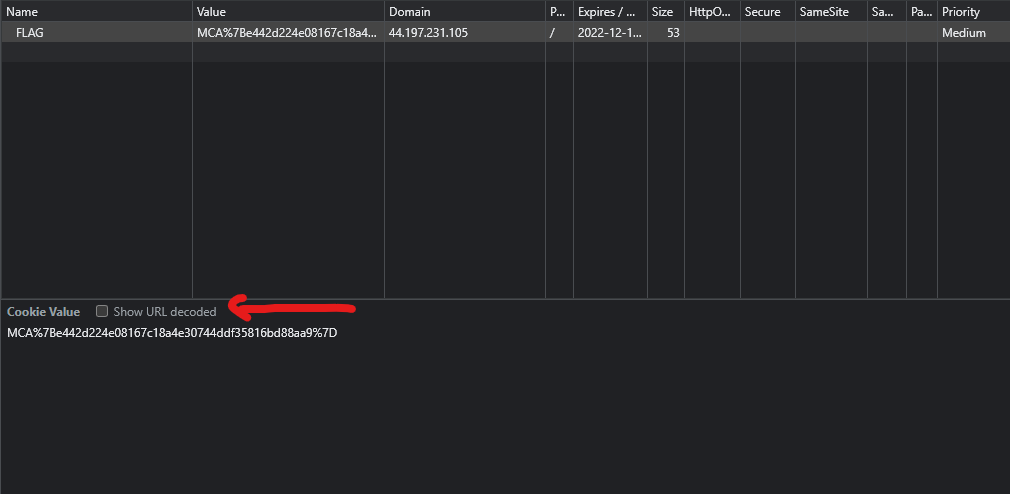 Name Value Domain P... Expires / ... Size HttpO... Secure SameSite Sa... Pa... Priority
FLAG MCA%7Be442d224e08167c18a4... 44.197.231.105 / 2022-12-1... 53 Medium
Cookie Value Show URL decoded
MCA%7Be442d224e08167c18a4e30744ddf35816bd88aa9%7D